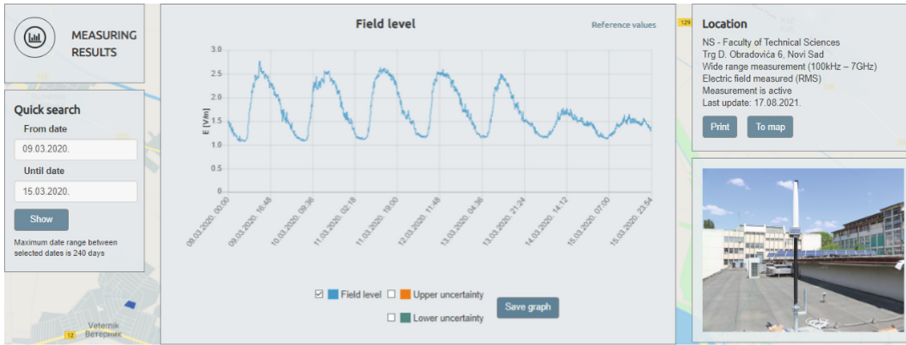 MEASURING
RESULTS
Quick search
From date
09.03.2020.
Until date
15.03.2020.
Show
Maximum date range between
selected dates is 240 days
Field level
Reference values
E [V/m]
3.0
2.5
2.0
1.5
1.0
0.5
0
09.03.2020. 00:00
09.03.2020. 16:48
10.03.2020. 09:36
11.03.2020. 02:18
11.03.2020. 19:00
12.03.2020. 11:48
13.03.2020. 04:36
13.03.2020. 21:24
14.03.2020. 14:12
15.03.2020. 07:00
15.03.2020. 23:54
Field level
Upper uncertainty
Lower uncertainty
Save graph
129
Location
NS - Faculty of Technical Sciences
Trg D. Obradovića 6, Novi Sad
Wide range measurement (100kHz – 7GHz)
Electric field measured (RMS)
Measurement is active
Last update: 17.08.2021.
Print
To map
12
Veternik
Ветерник